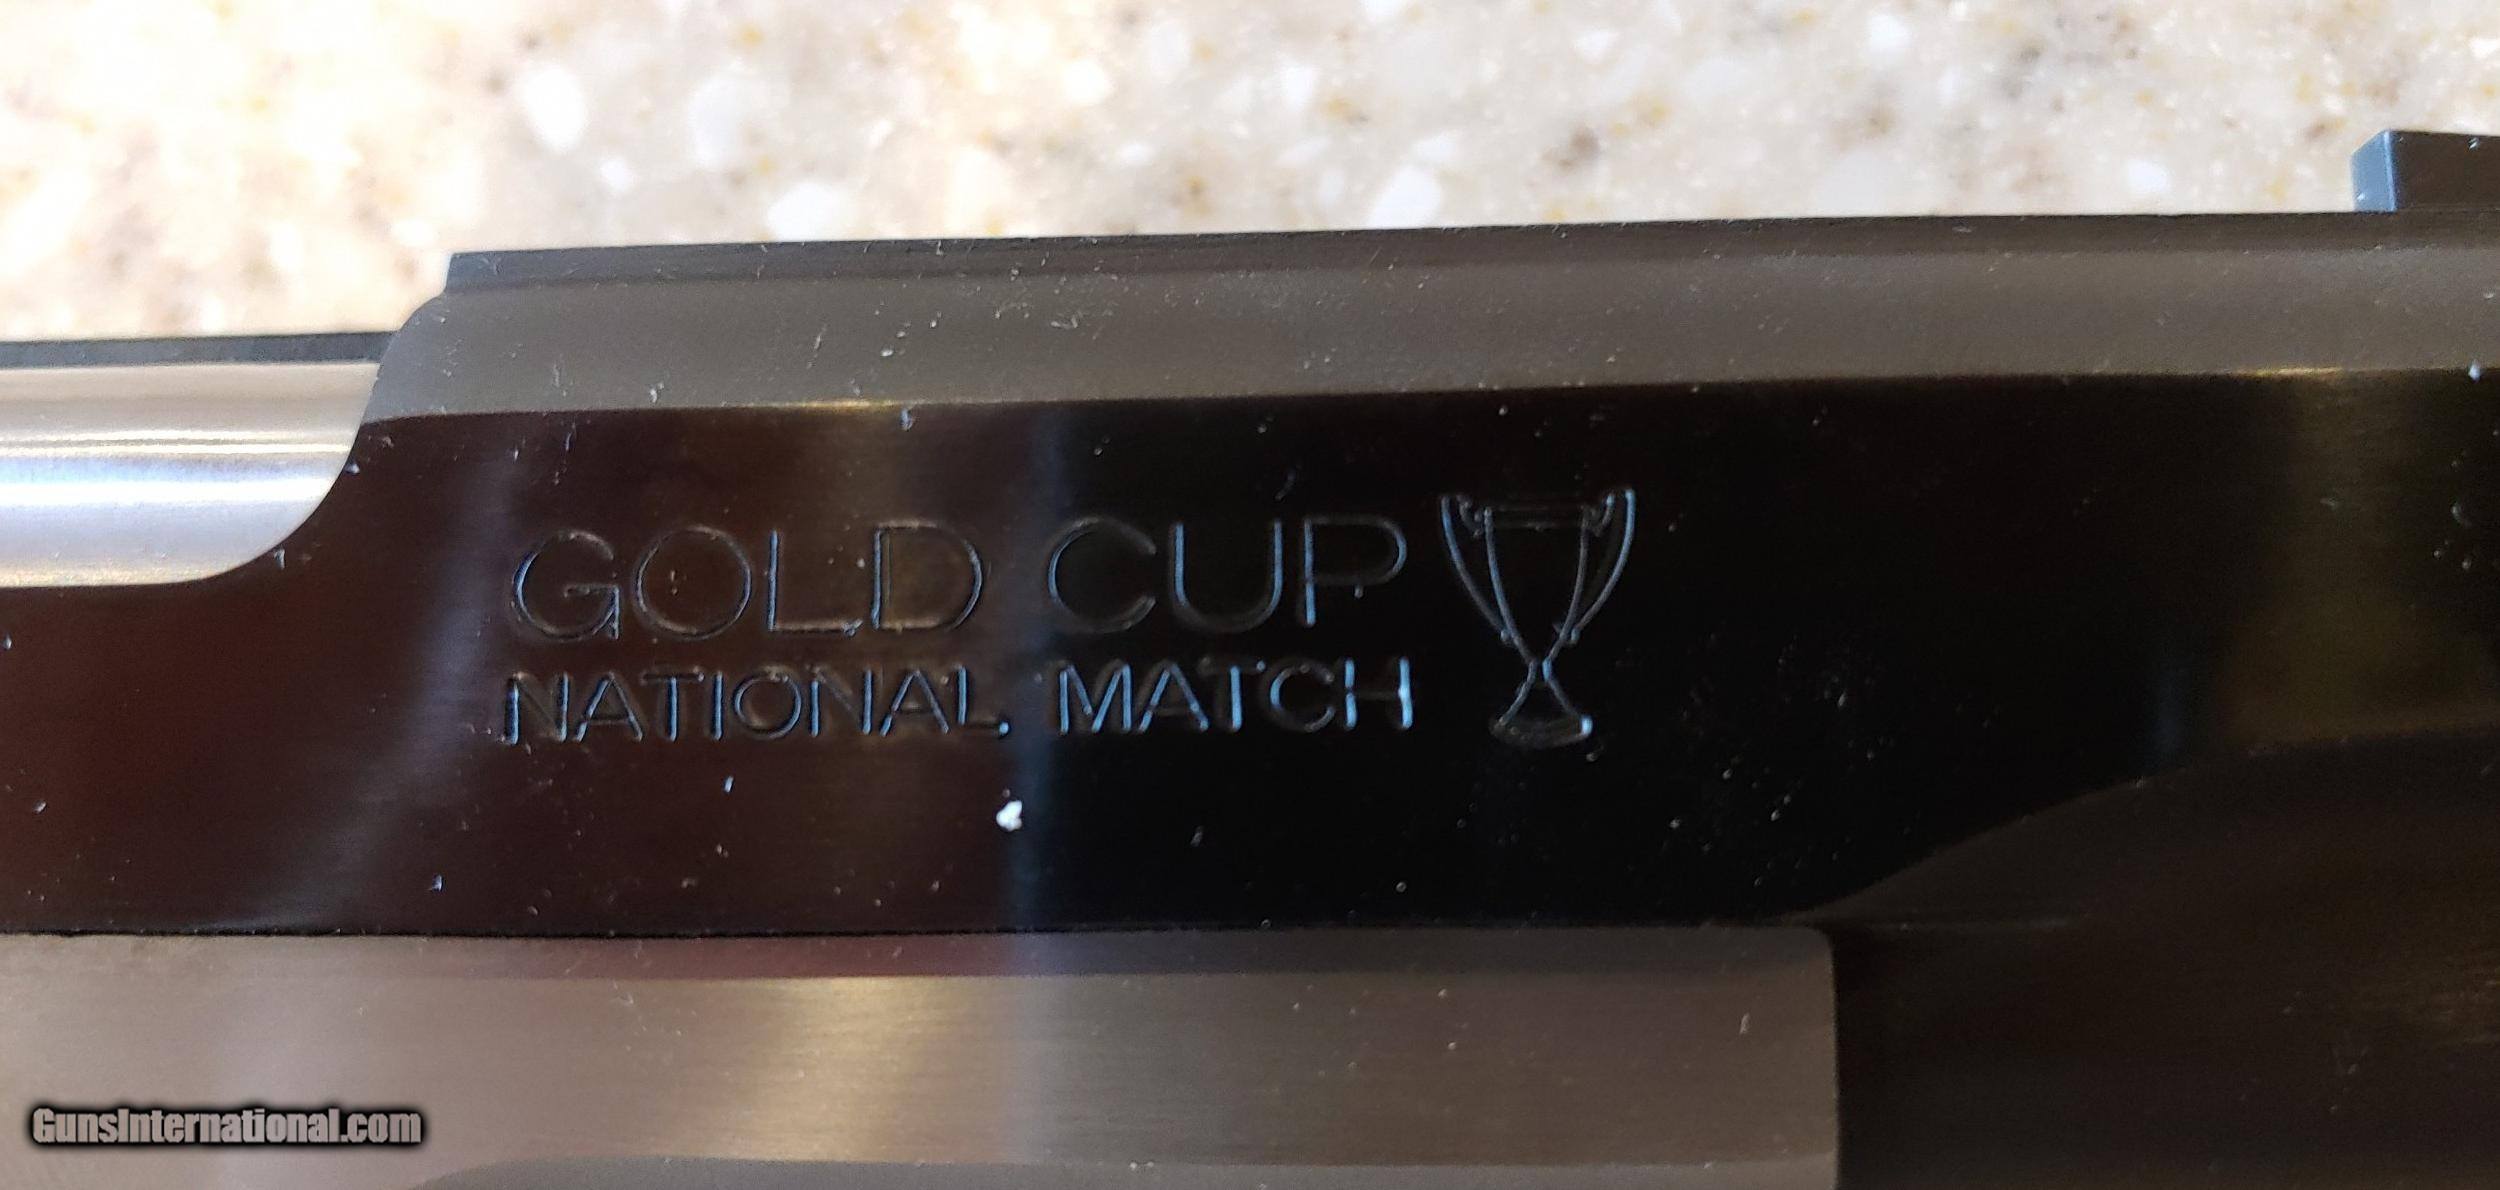 GOLD CUP
NATIONAL MATCH
GunsInternational.com